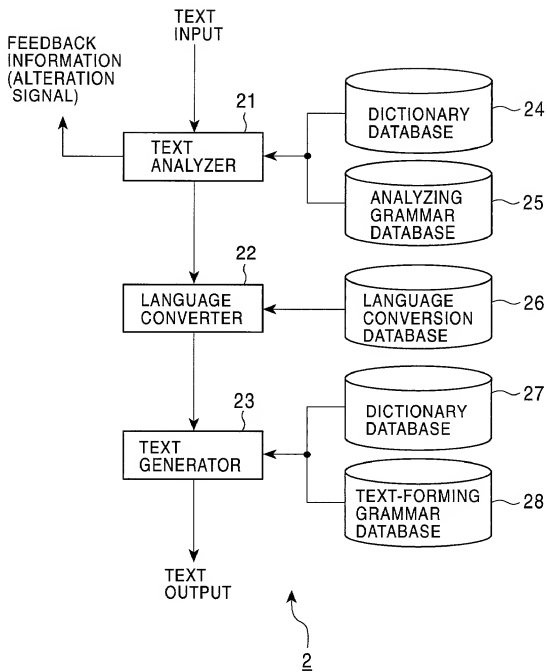 TEXT
INPUT
FEEDBACK
INFORMATION
(ALTERATION
SIGNAL)
21
TEXT
ANALYZER
24
DICTIONARY
DATABASE
25
ANALYZING
GRAMMAR
DATABASE
22
LANGUAGE
CONVERTER
26
LANGUAGE
CONVERSION
DATABASE
23
TEXT
GENERATOR
27
DICTIONARY
DATABASE
28
TEXT-FORMING
GRAMMAR
DATABASE
TEXT
OUTPUT
2